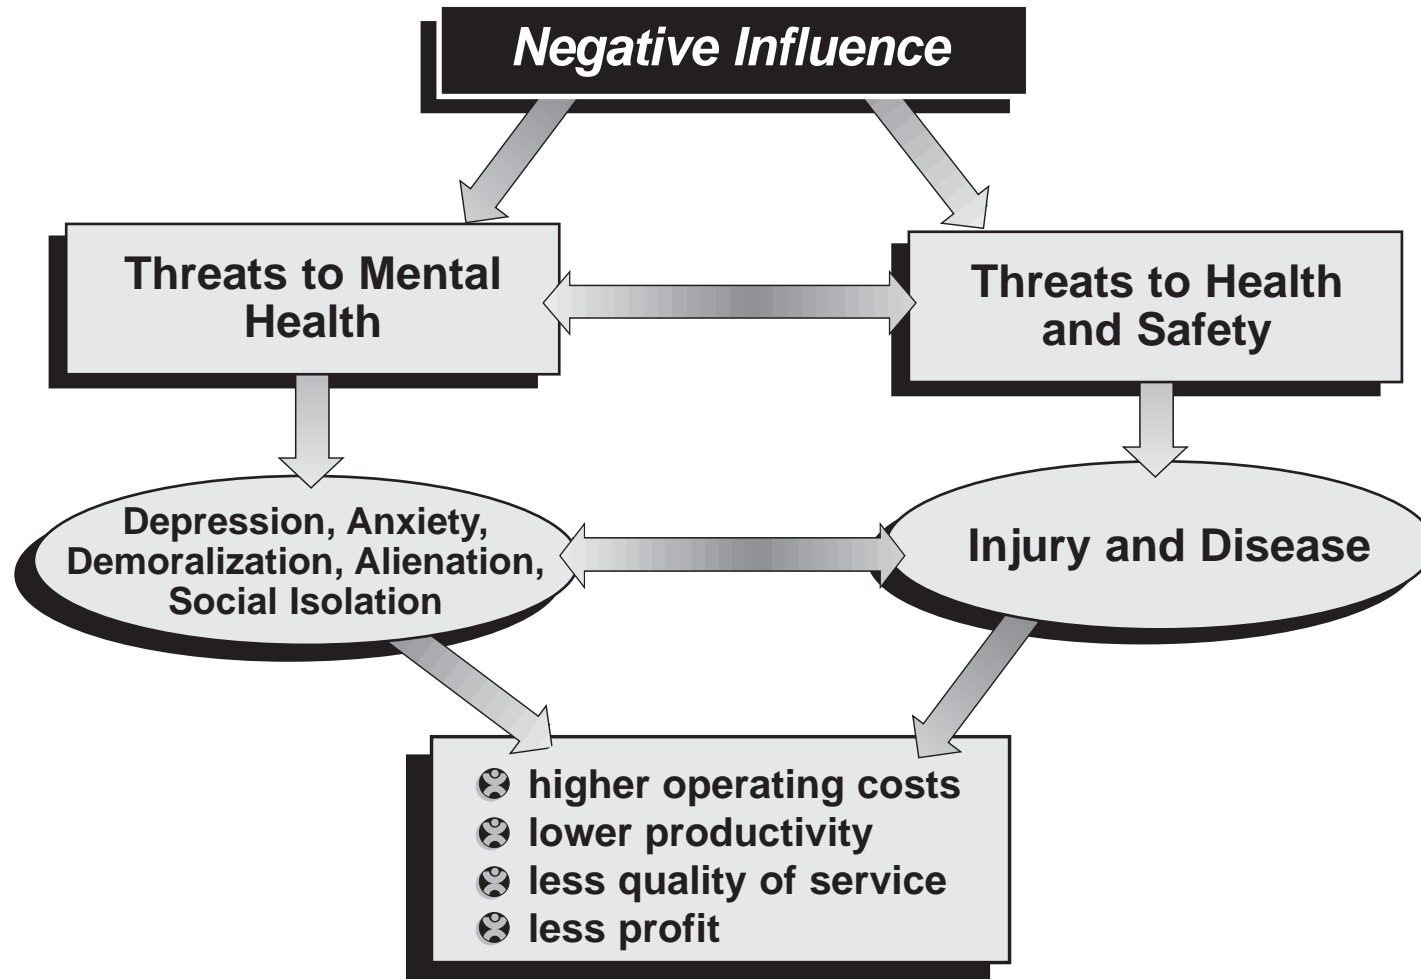 Negative Influence
Threats to Mental
Health
Threats to Health
and Safety
Depression, Anxiety,
Demoralization, Alienation,
Social Isolation
Injury and Disease
higher operating costs
lower productivity
less quality of service
less profit